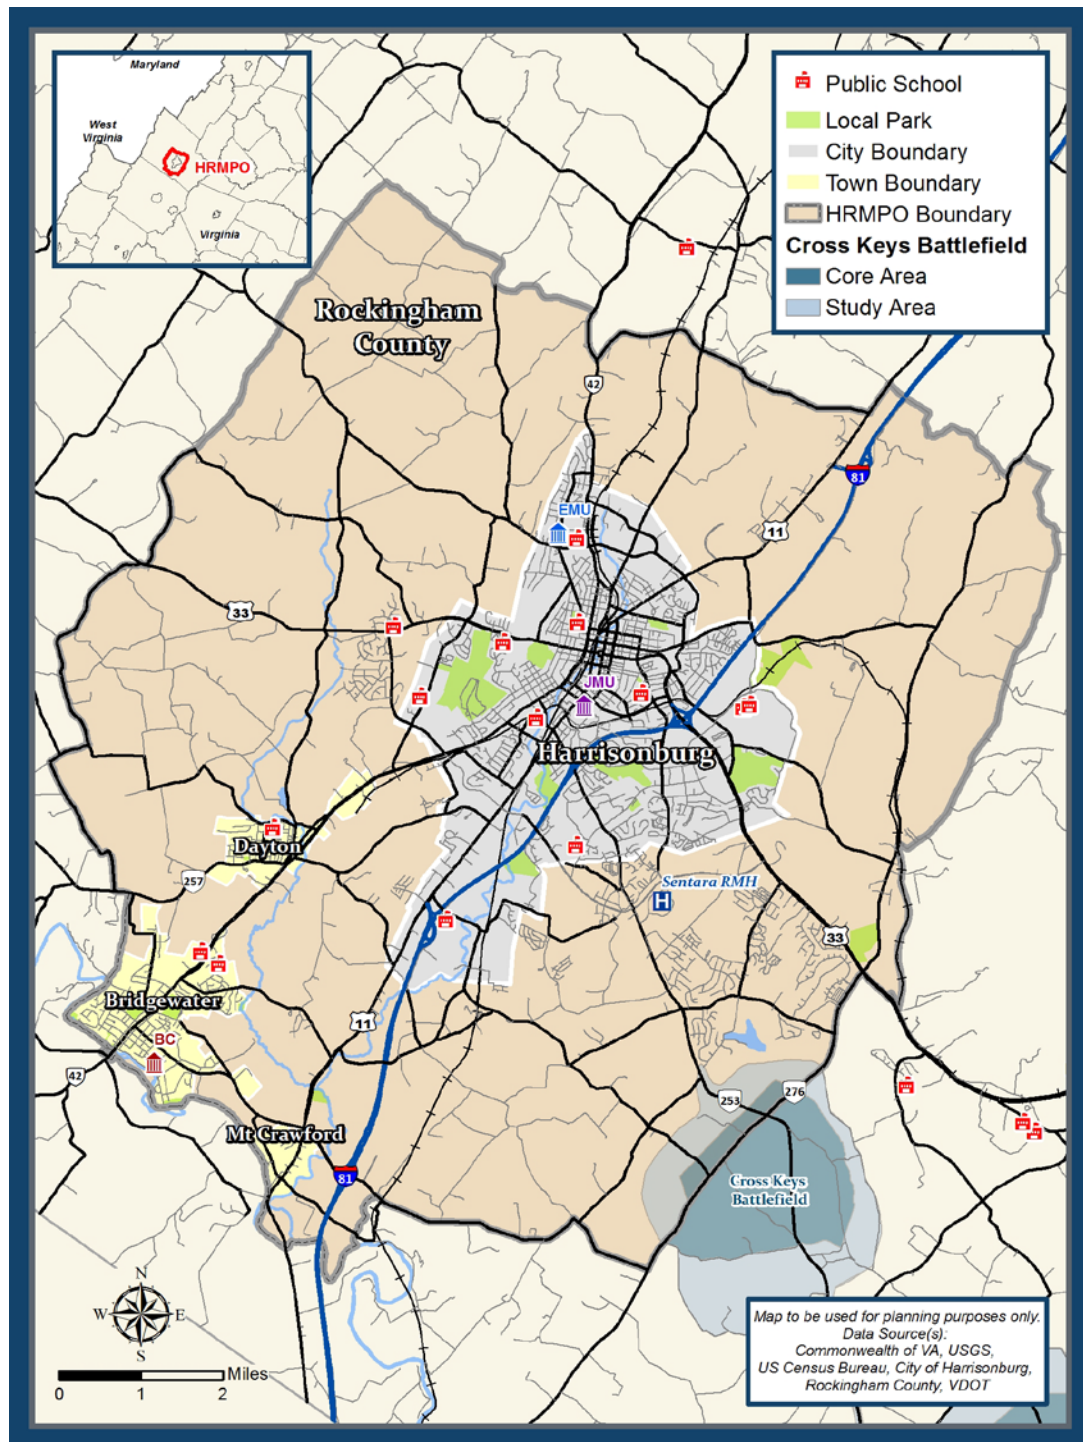 Maryland
West
Virginia
HRMPO
Virginia
Public School
Local Park
City Boundary
Town Boundary
HRMPO Boundary
Cross Keys Battlefield
Core Area
Study Area
Rockingham
County
42
81
11
EMU
33
JMU
Harrisonburg
Dayton
257
Sentara RMH
H
33
Bridgewater
11
BC
42
253
276
Mt Crawford
81
Cross Keys
Battlefield
N
W
E
S
Miles
0
1
2
Map to be used for planning purposes only.
Data Source(s):
Commonwealth of VA, USGS,
US Census Bureau, City of Harrisonburg,
Rockingham County, VDOT